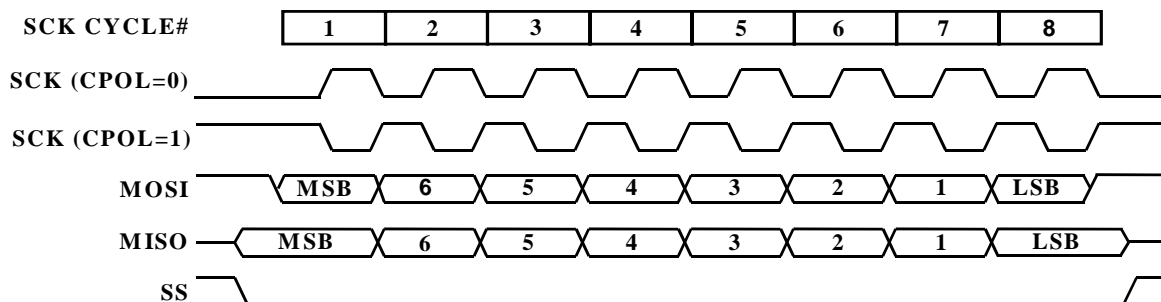 SCK CYCLE# 1 2 3 4 5 6 7 8
SCK (CPOL=0)
SCK (CPOL=1)
MOSI MSB 6 5 4 3 2 1 LSB
MISO MSB 6 5 4 3 2 1 LSB
SS